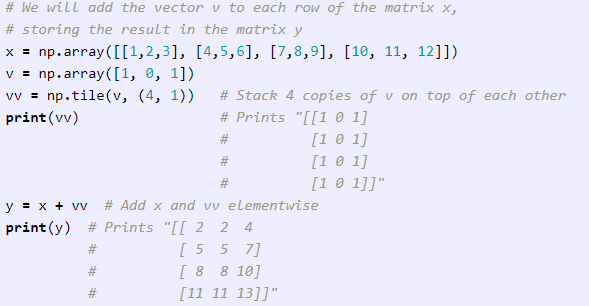 # We will add the vector v to each row of the matrix x,
# storing the result in the matrix y
x = np.array([[1,2,3], [4,5,6], [7,8,9], [10, 11, 12]])
v = np.array([1, 0, 1])
vv = np.tile(v, (4, 1))   # Stack 4 copies of v on top of each other
print(vv)                 # Prints "[[1 0 1]
                          #          [1 0 1]
                          #          [1 0 1]
                          #          [1 0 1]]"
y = x + vv  # Add x and vv elementwise
print(y)  # Prints "[[ 2  2  4
          #          [ 5  5  7]
          #          [ 8  8 10]
          #          [11 11 13]]"